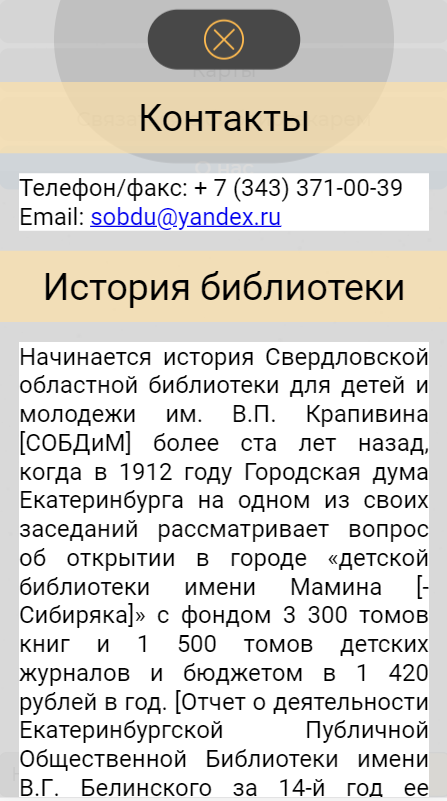 Карты
Контакты
О нас
Телефон/факс: + 7 (343) 371-00-39
Email: sobdu@yandex.ru
История библиотеки
Начинается история Свердловской
областной библиотеки для детей и
молодежи им. В.П. Крапивина
[СОБДиМ] более ста лет назад,
когда в 1912 году Городская дума
Екатеринбурга на одном из своих
заседаний рассматривает вопрос
об открытии в городе «детской
библиотеки имени Мамина [-
Сибиряка]» с фондом 3 300 томов
книг и 1 500 томов детских
журналов и бюджетом в 1 420
рублей в год. [Отчет о деятельности
Екатеринбургской Публичной
Общественной Библиотеки имени
В.Г. Белинского за 14-й год ее